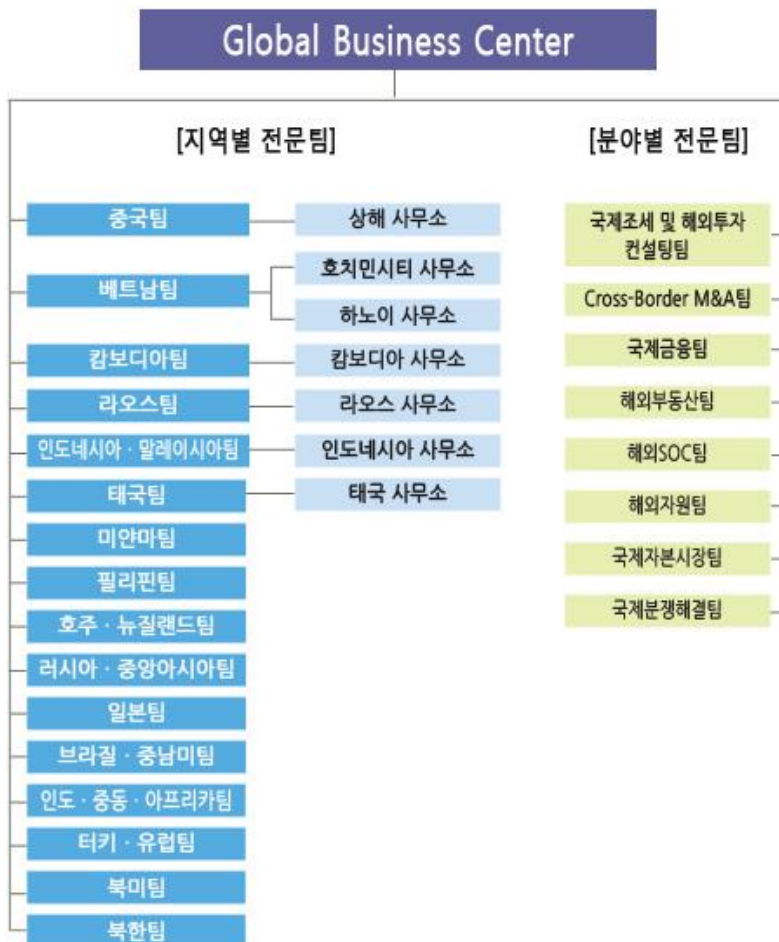 Global Business Center
[지역별 전문팀]
중국팀
상해 사무소
베트남팀
호치민시티 사무소
하노이 사무소
캄보디아팀
캄보디아 사무소
라오스팀
라오스 사무소
인도네시아 · 말레이시아팀
인도네시아 사무소
태국팀
태국 사무소
미얀마팀
필리핀팀
호주 · 뉴질랜드팀
러시아 · 중앙아시아팀
일본팀
브라질 · 중남미팀
인도 · 중동 · 아프리카팀
터키 · 유럽팀
북미팀
북한팀
[분야별 전문팀]
국제조세 및 해외투자
컨설팅팀
Cross-Border M&A팀
국제금융팀
해외부동산팀
해외SOC팀
해외자원팀
국제자본시장팀
국제분쟁해결팀